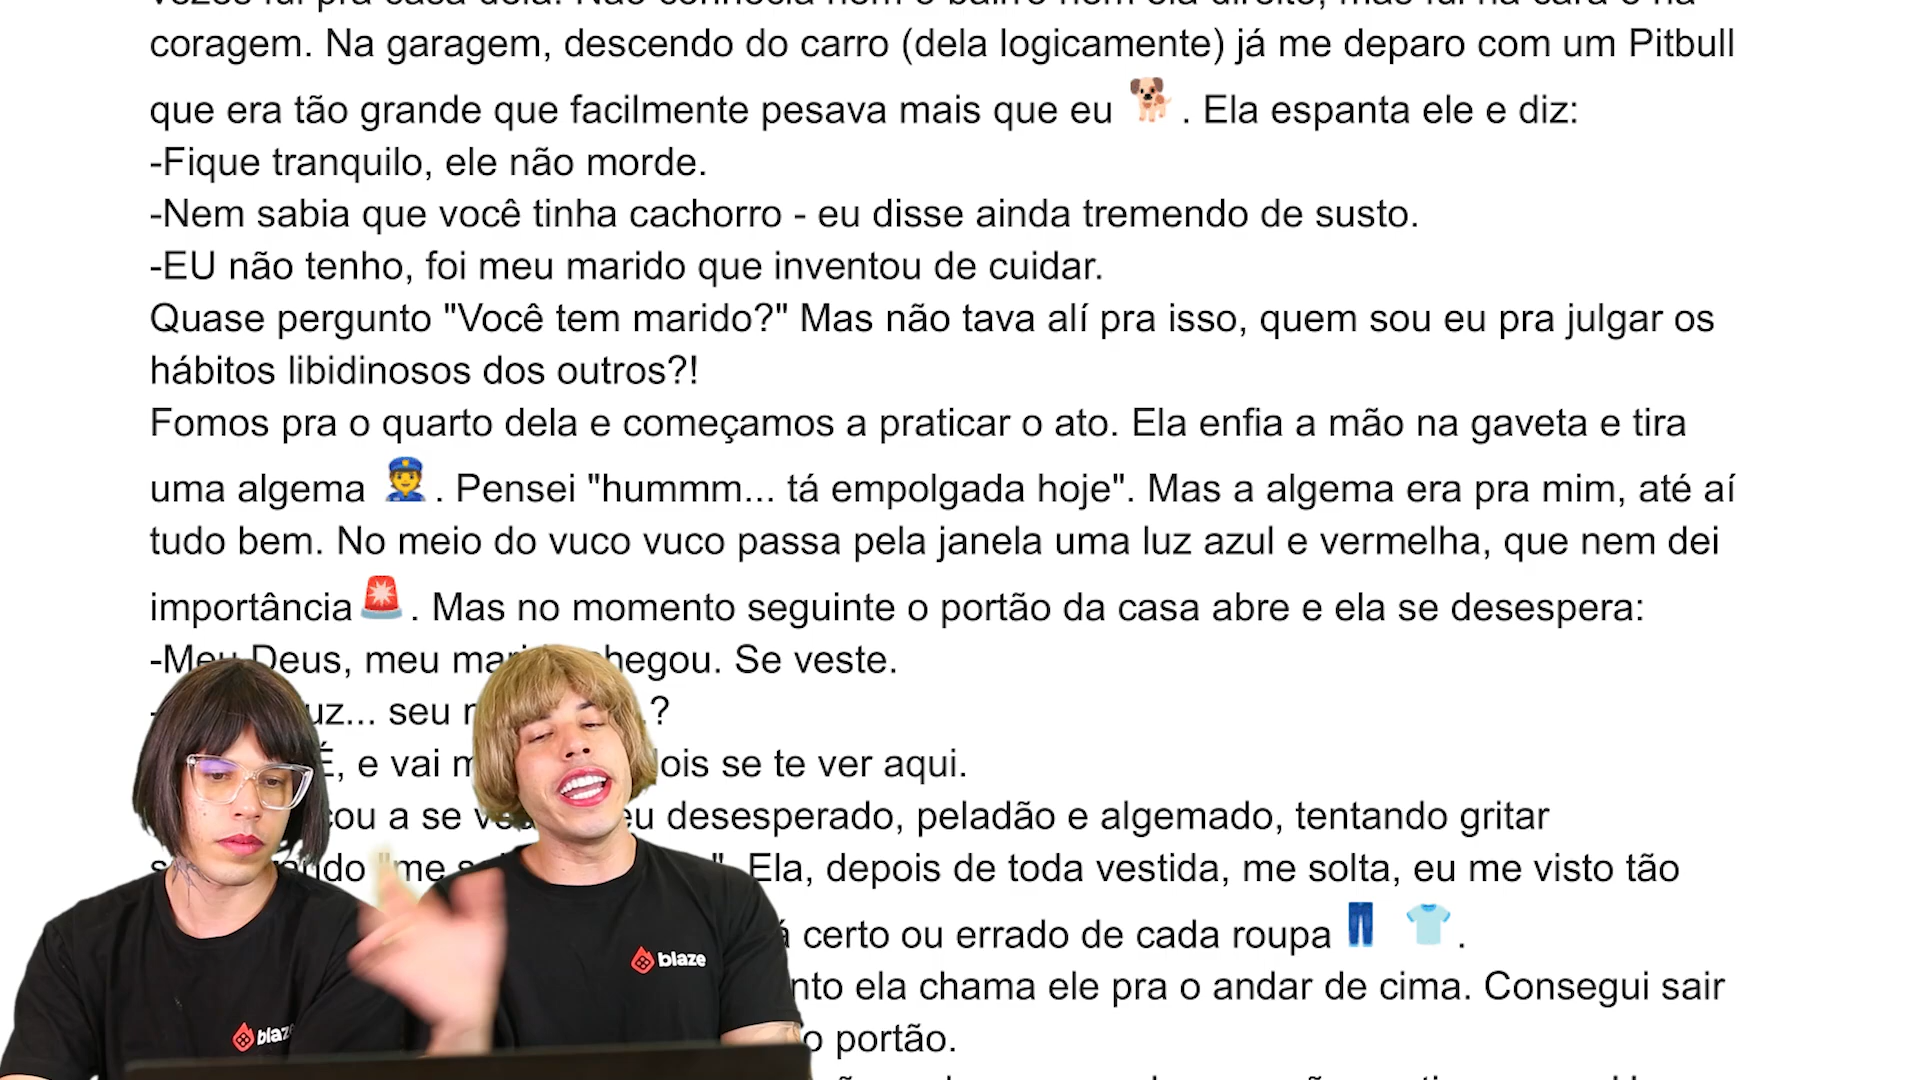 coragem. Na garagem, descendo do carro (dela logicamente) já me deparo com um Pitbull
que era tão grande que facilmente pesava mais que eu 🐕. Ela espanta ele e diz:
-Fique tranquilo, ele não morde.
-Nem sabia que você tinha cachorro - eu disse ainda tremendo de susto.
-EU não tenho, foi meu marido que inventou de cuidar.
Quase pergunto "Você tem marido?" Mas não tava alí pra isso, quem sou eu pra julgar os
hábitos libidinosos dos outros?!
Fomos pra o quarto dela e começamos a praticar o ato. Ela enfia a mão na gaveta e tira
uma algema 👮. Pensei "hummm... tá empolgada hoje". Mas a algema era pra mim, até aí
tudo bem. No meio do vuco vuco passa pela janela uma luz azul e vermelha, que nem dei
importância🚨. Mas no momento seguinte o portão da casa abre e ela se desespera:
-Meu Deus, meu chegou. Se veste.
seu ?
É, e vai se te ver aqui.
a se desesperado, peladão e algemado, tentando gritar
"me ". Ela, depois de toda vestida, me solta, eu me visto tão
certo ou errado de cada roupa 👖 👕.
ela chama ele pra o andar de cima. Consegui sair
o portão.
blaze
blaze